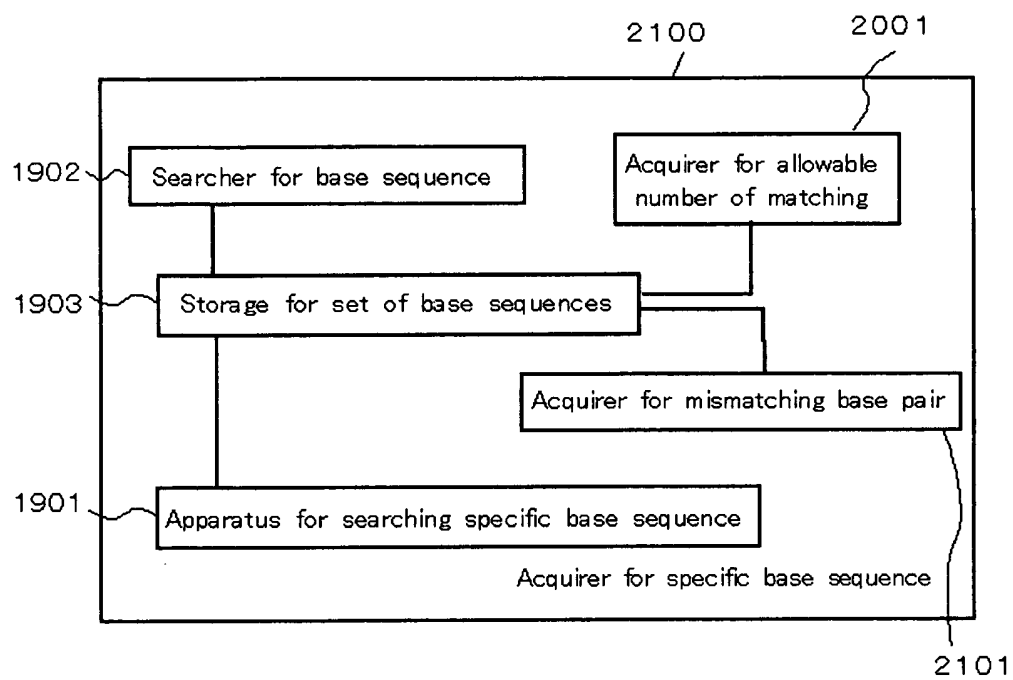 2100
2001
1902
Searcher for base sequence
Acquirer for allowable
number of matching
1903
Storage for set of base sequences
Acquirer for mismatching base pair
1901
Apparatus for searching specific base sequence
Acquirer for specific base sequence
2101